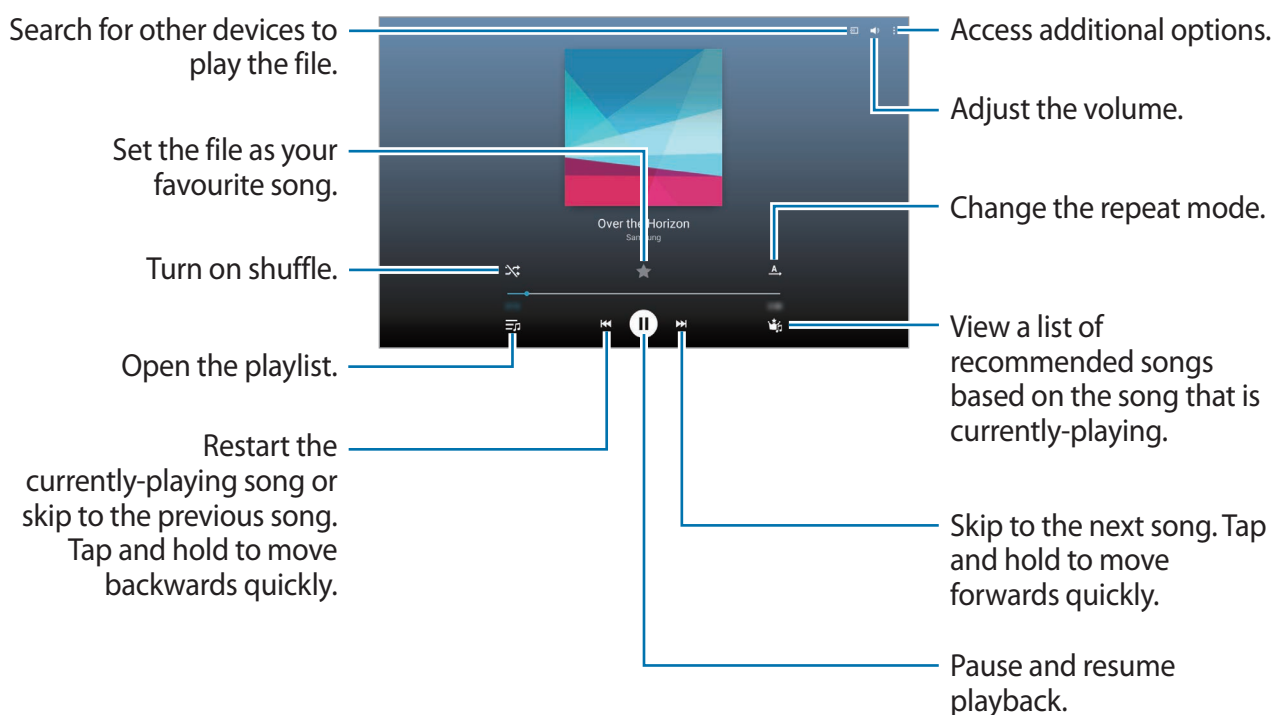 Search for other devices to
play the file.
Set the file as your
favourite song.
Turn on shuffle.
Open the playlist.
Restart the
currently-playing song or
skip to the previous song.
Tap and hold to move
backwards quickly.
Over the Horizon
Samsung
A
Access additional options.
Adjust the volume.
Change the repeat mode.
View a list of
recommended songs
based on the song that is
currently-playing.
Skip to the next song. Tap
and hold to move
forwards quickly.
Pause and resume
playback.